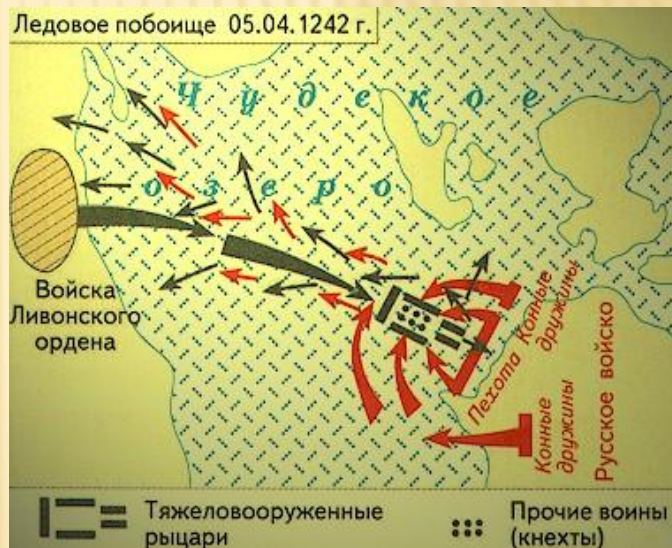 Ледовое побоище 05.04.1242 г.
Чудское
озеро
Войска
Ливонского
ордена
Пехота
Конные
дружины
Конные
дружины
Русское войско
Тяжеловооруженные
рыцари
Прочие воины
(кнехты)